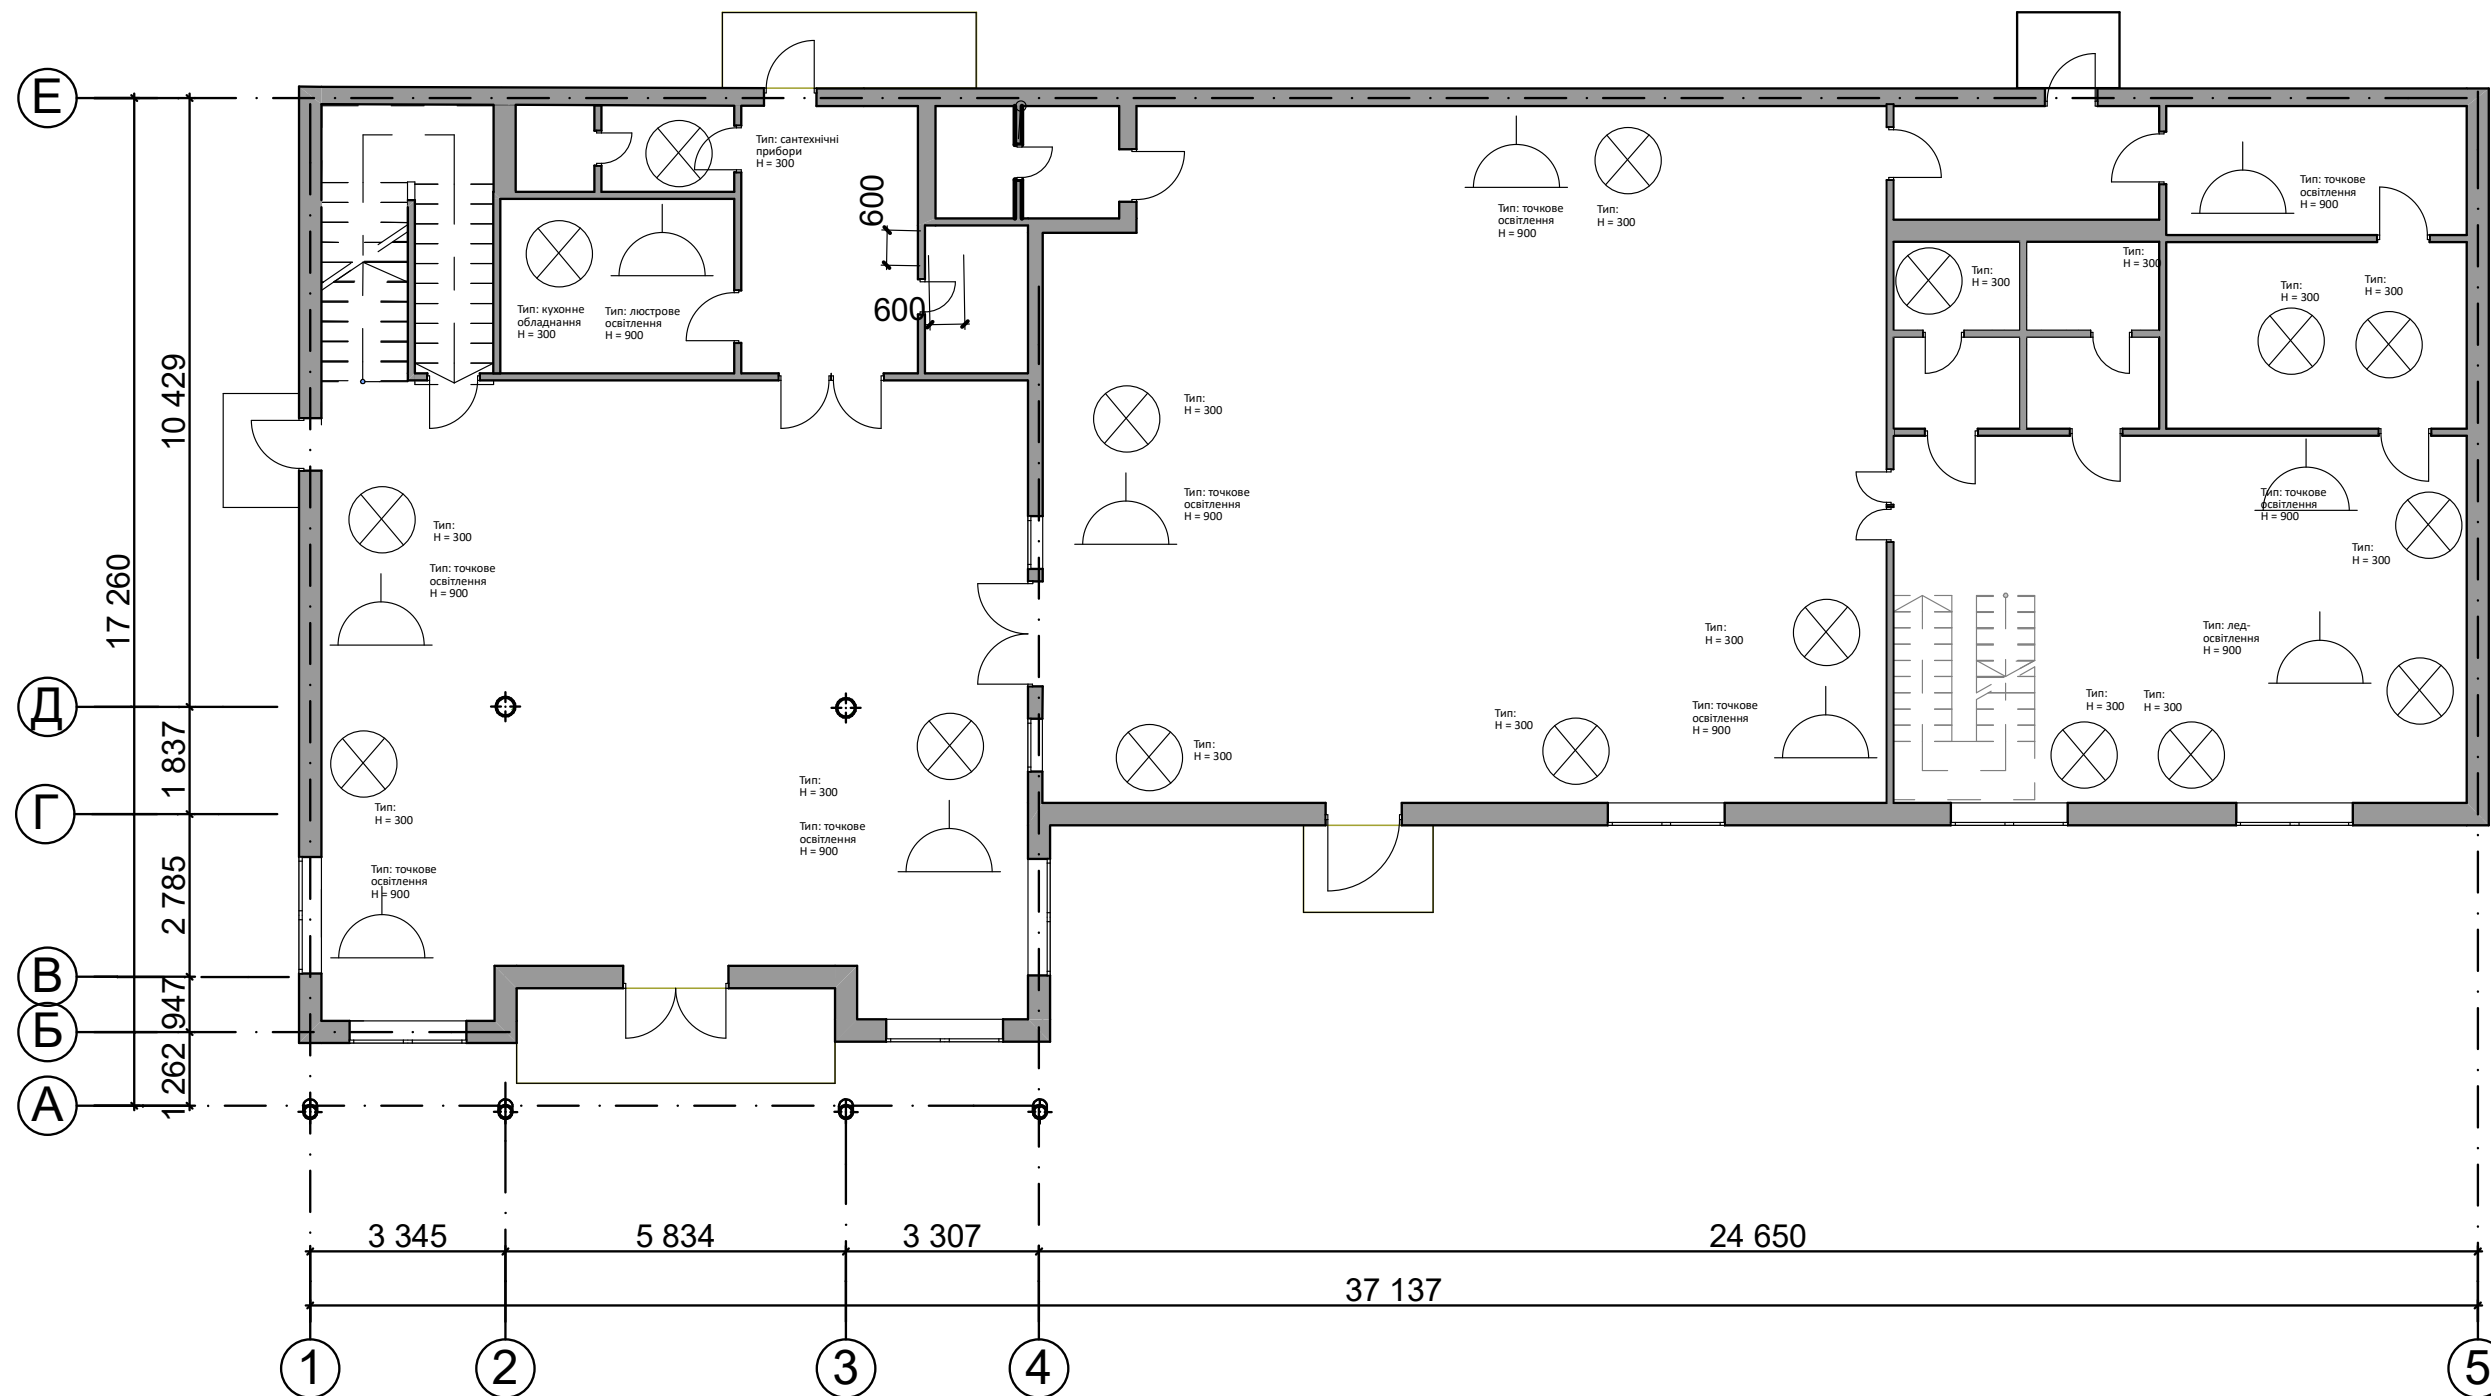 Е
Тип: сантехнічні
прибори
H = 300
600
600
Тип: кухонне
обладнання
H = 300
Тип: люстрове
освітлення
H = 900
Тип: точкове
освітлення
H = 900
Тип:
H = 300
Тип: точкове
освітлення
H = 900
Тип:
H = 300
Тип:
H = 300
Тип:
H = 300
Тип:
H = 300
10 429
17 260
Тип:
H = 300
Тип: точкове
освітлення
H = 900
Тип:
H = 300
Тип: точкове
освітлення
H = 900
Тип: точкове
освітлення
H = 900
Тип:
H = 300
Тип:
H = 300
Тип: лед-
освітлення
H = 900
Д
1 837
Тип:
H = 300
Тип:
H = 300
Тип: точкове
освітлення
H = 900
Тип:
H = 300
Тип:
H = 300
Тип:
H = 300
Г
Тип:
H = 300
Тип:
H = 300
Тип: точкове
освітлення
H = 900
2 785
Тип: точкове
освітлення
H = 900
В
947
Б
1 262
А
3 345
5 834
3 307
24 650
37 137
1
2
3
4
5